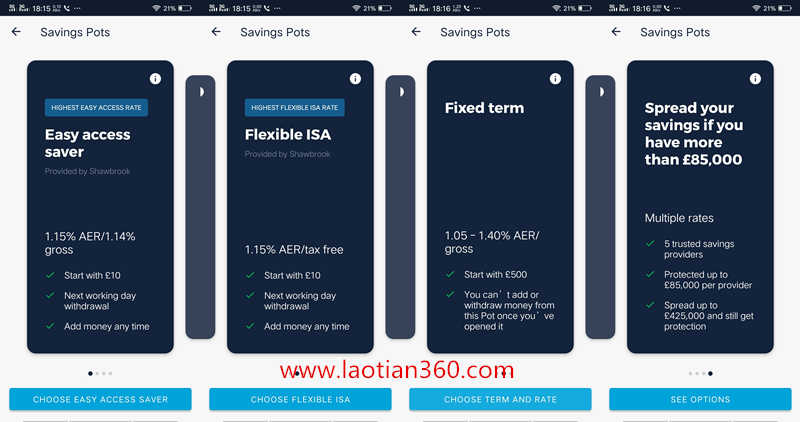 18:15
21%
Savings Pots
HIGHEST EASY ACCESS RATE
Easy access
saver
Provided by Shawbrook
1.15% AER/1.14%
gross
Start with £10
Next working day
withdrawal
Add money any time
CHOOSE EASY ACCESS SAVER
18:15
21%
Savings Pots
HIGHEST FLEXIBLE ISA RATE
Flexible ISA
Provided by Shawbrook
1.15% AER/tax free
Start with £10
Next working day
withdrawal
Add money any time
CHOOSE FLEXIBLE ISA
18:16
21%
Savings Pots
Fixed term
1.05 – 1.40% AER/
gross
Start with £500
You can't add or
withdraw money from
this Pot once you've
opened it
CHOOSE TERM AND RATE
18:16
21%
Savings Pots
Spread your
savings if you
have more
than £85,000
Multiple rates
5 trusted savings
providers
Protected up to
£85,000 per provider
Spread up to
£425,000 and still get
protection
SEE OPTIONS
www.laotian360.com